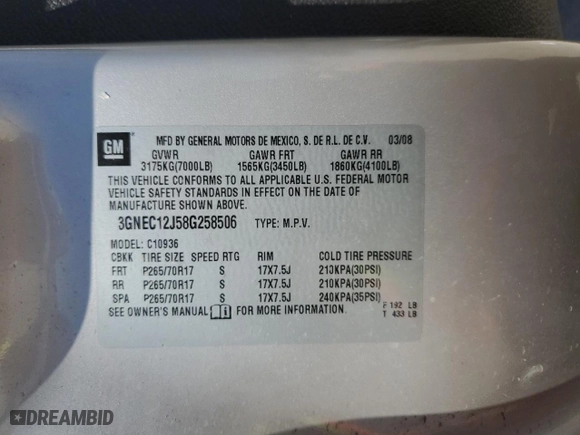 GM
MFD BY GENERAL MOTORS DE MEXICO, S. DE R.L. DE C.V. 03/08
GVWR GAWR FRT GAWR RR
3175KG(7000LB) 1565KG(3450LB) 1860KG(4100LB)
THIS VEHICLE CONFORMS TO ALL APPLICABLE U.S. FEDERAL MOTOR
VEHICLE SAFETY STANDARDS IN EFFECT ON THE DATE OF
MANUFACTURE SHOWN ABOVE.
3GNEC12J58G258506 TYPE: M.P.V.
MODEL: C10936
CBKK TIRE SIZE SPEED RTG RIM COLD TIRE PRESSURE
FRT P265/70R17 S 17X7.5J 210KPA(30PSI)
RR P265/70R17 S 17X7.5J 210KPA(30PSI)
SPA P265/70R17 S 17X7.5J 240KPA(35PSI)
SEE OWNER'S MANUAL FOR MORE INFORMATION.
F 192 LB
T 433 LB
DREAMBID